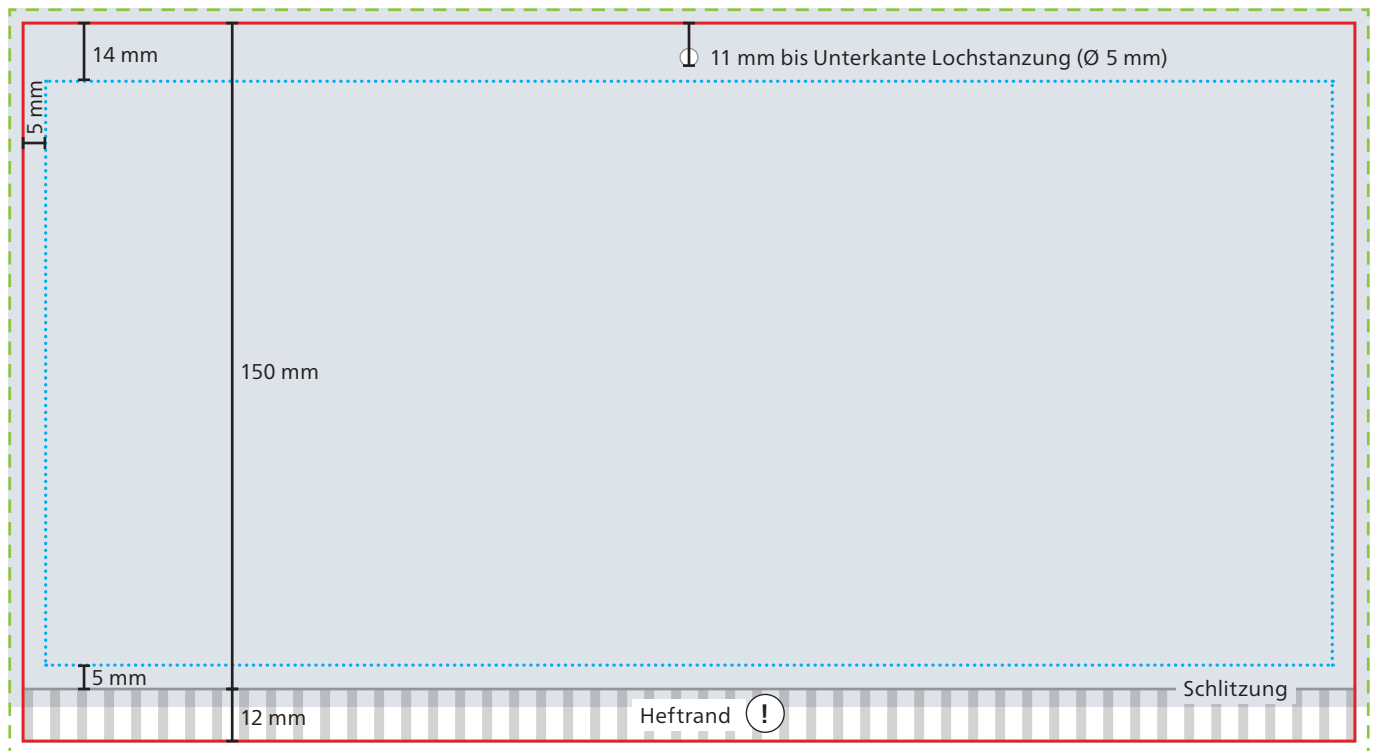 14 mm
11 mm bis Unterkante Lochstanzung (Ø 5 mm)
5 mm
150 mm
5 mm
Schlitzung
12 mm
Heftrand !